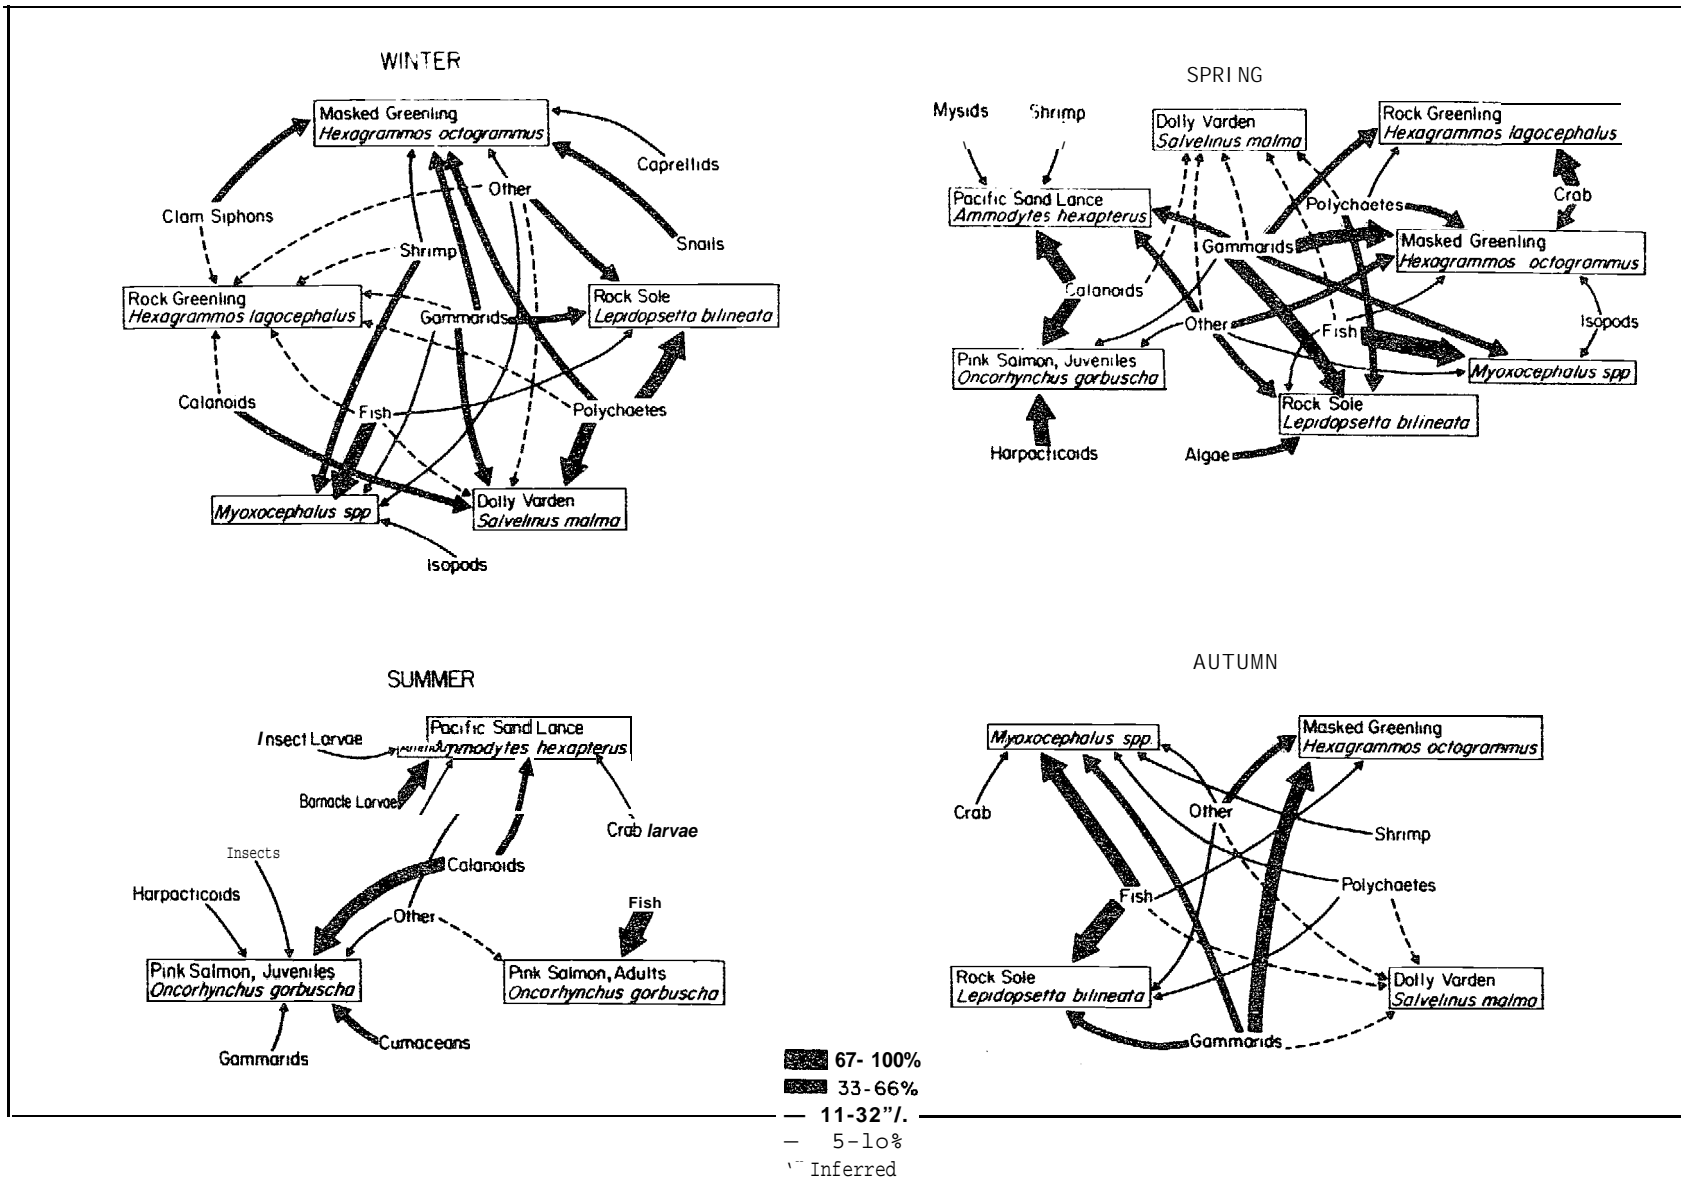 WINTER
Masked Greenling
Hexagrammos octogrammus
Caprellids
Other
Clam Siphons
Snails
Shrimp
Rock Greenling
Hexagrammos lagocephalus
Gammarids
Rock Sole
Lepidopsetta bilineata
Calanoids
Fish
Polychaetes
Myoxocephalus spp
Dolly Varden
Salvelinus malma
Isopods
SPRING
Mysids
Shrimp
Dolly Varden
Salvelinus malma
Rock Greenling
Hexagrammos lagocephalus
Pacific Sand Lance
Ammodytes hexapterus
Polychaetes
Crab
Gammarids
Masked Greenling
Hexagrammos octogrammus
Calanoids
Other
Fish
Isopods
Pink Salmon, Juveniles
Oncorhynchus gorbuscha
Myoxocephalus spp
Rock Sole
Lepidopsetta bilineata
Harpacticoids
Algae
SUMMER
Insect Larvae
Pacific Sand Lance
Ammodytes hexapterus
Barnacle Larvae
Crab larvae
Insects
Calanoids
Harpacticoids
Other
Fish
Pink Salmon, Juveniles
Oncorhynchus gorbuscha
Pink Salmon, Adults
Oncorhynchus gorbuscha
Gammarids
Cumaceans
AUTUMN
Myoxocephalus spp.
Masked Greenling
Hexagrammos octogrammus
Crab
Other
Shrimp
Polychaetes
Fish
Rock Sole
Lepidopsetta bilineata
Dolly Varden
Salvelinus malma
Gammarids
67- 100%
33-66%
— 11-32"/.
— 5-lo%
Inferred